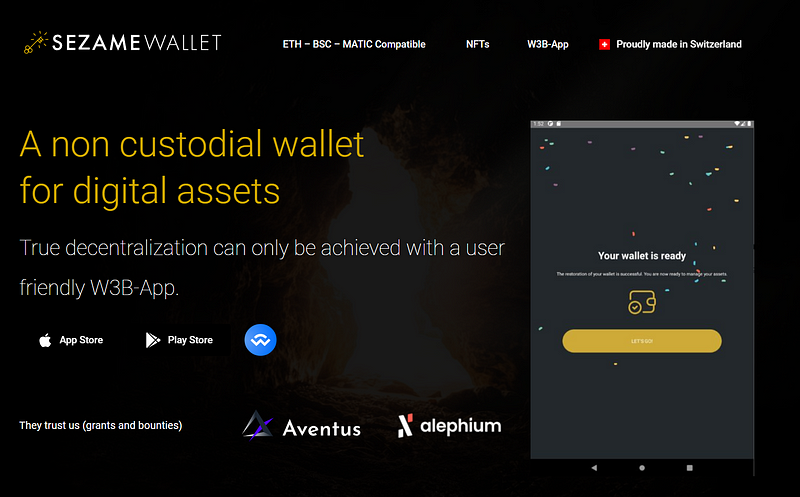 SEZAMEWALLET
ETH – BSC – MATIC Compatible
NFTs
W3B-App
Proudly made in Switzerland
A non custodial wallet
for digital assets
True decentralization can only be achieved with a user
friendly W3B-App.
App Store
Play Store
They trust us (grants and bounties)
Aventus
alephium
1:52
Your wallet is ready
The restoration of your wallet is successful. You are now ready to manage your assets
LET'S GO!